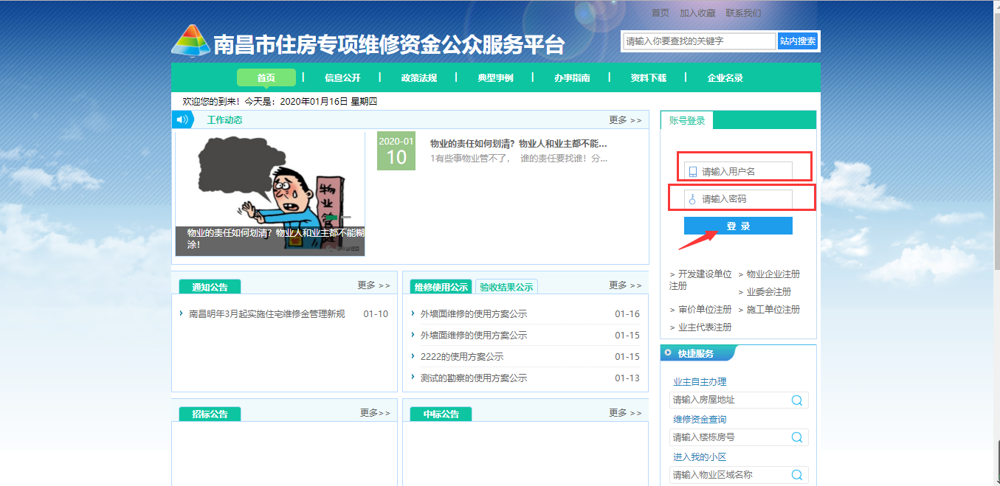 首页 加入收藏 联系我们
南昌市住房专项维修资金公众服务平台
请输入你要查找的关键字 站内搜索
首页 | 信息公开 | 政策法规 | 典型事例 | 办事指南 | 资料下载 | 企业名录
欢迎您的到来！今天是：2020年01月16日 星期四
工作动态 更多 >>
物业
物业的责任如何划清？物业人和业主都不能糊
涂！
2020-01
10
物业的责任如何划清？物业人和业主都不能...
1有些事物业管不了， 谁的责任要找谁！分...
账号登录
请输入用户名
请输入密码
登 录
> 开发建设单位注册 > 物业企业注册
> 业委会注册
> 审价单位注册 > 施工单位注册
> 业主代表注册
通知公告 更多 >>
南昌明年3月起实施住宅维修金管理新规 01-10
维修使用公示 验收结果公示 更多 >>
外墙面维修的使用方案公示 01-16
外墙面维修的使用方案公示 01-15
2222的使用方案公示 01-15
测试的勘察的使用方案公示 01-13
快捷服务
业主自主办理
请输入房屋地址
维修资金查询
请输入楼栋房号
进入我的小区
请输入物业区域名称
招标公告 更多>>
中标公告 更多 >>